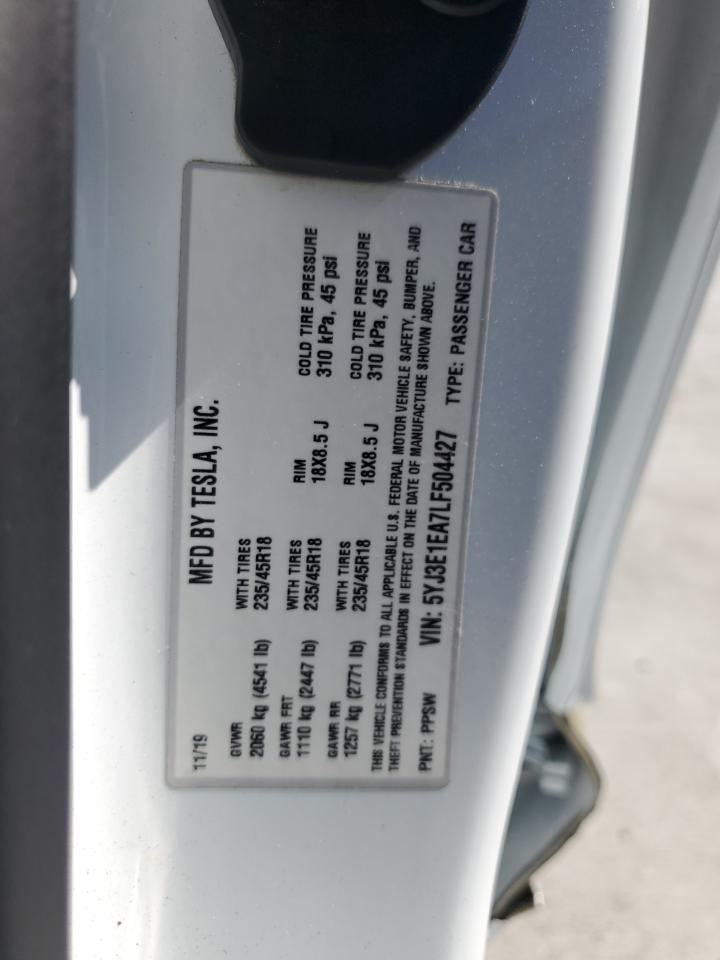 MFD BY TESLA, INC.
11/19
GVWR
2060 kg (4541 lb)
WITH TIRES
235/45R18
GAWR FRT
1110 kg (2447 lb)
WITH TIRES
235/45R18
RIM
18X8.5 J
COLD TIRE PRESSURE
310 kPa, 45 psi
GAWR RR
1257 kg (2771 lb)
WITH TIRES
235/45R18
RIM
18X8.5 J
COLD TIRE PRESSURE
310 kPa, 45 psi
THIS VEHICLE CONFORMS TO ALL APPLICABLE U.S. FEDERAL MOTOR VEHICLE SAFETY, BUMPER, AND
THEFT PREVENTION STANDARDS IN EFFECT ON THE DATE OF MANUFACTURE SHOWN ABOVE.
PNT: PPSW VIN: 5YJ3E1EA7LF504427 TYPE: PASSENGER CAR